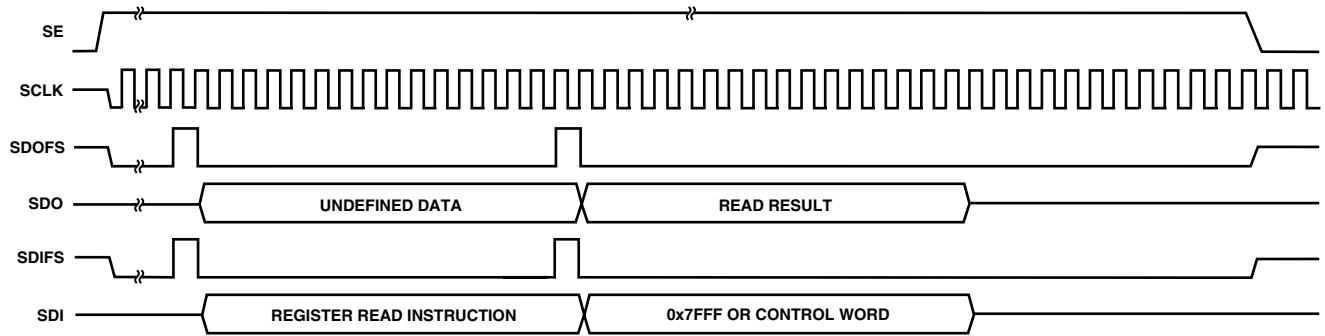 SE
SCLK
SDOFS
SDO
UNDEFINED DATA
READ RESULT
SDIFS
SDI
REGISTER READ INSTRUCTION
0x7FFF OR CONTROL WORD